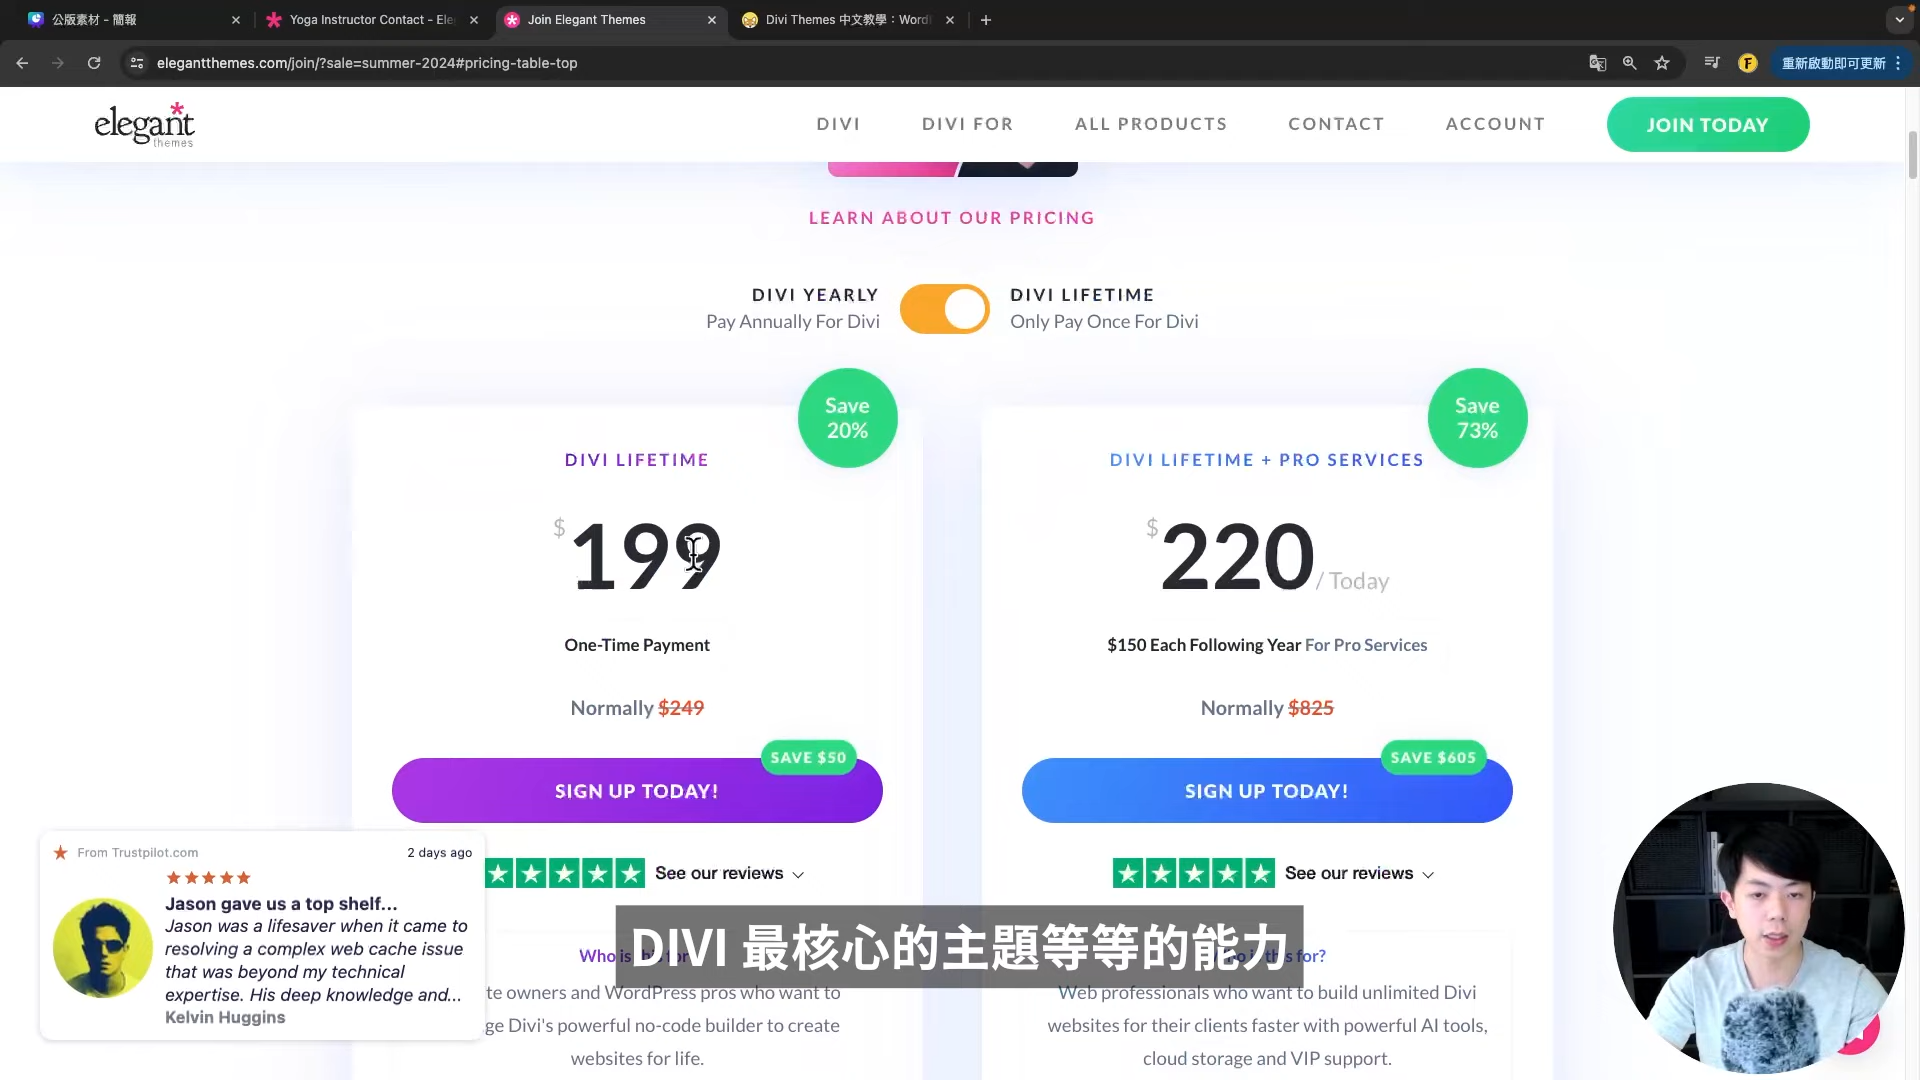 公版素材 – 簡報
Yoga Instructor Contact - Ele
Join Elegant Themes
Divi Themes 中文教學：Word
elegantthemes.com/join/?sale=summer-2024#pricing-table-top
重新啟動即可更新
elegant
themes
DIVI
DIVI FOR
ALL PRODUCTS
CONTACT
ACCOUNT
JOIN TODAY
LEARN ABOUT OUR PRICING
DIVI YEARLY
Pay Annually For Divi
DIVI LIFETIME
Only Pay Once For Divi
Save
20%
DIVI LIFETIME
$199
One-Time Payment
Normally $249
SAVE $50
SIGN UP TODAY!
See our reviews
Save
73%
DIVI LIFETIME + PRO SERVICES
$220/ Today
$150 Each Following Year For Pro Services
Normally $825
SAVE $605
SIGN UP TODAY!
See our reviews
From Trustpilot.com
2 days ago
Jason gave us a top shelf...
Jason was a lifesaver when it came to
resolving a complex web cache issue
that was beyond my technical
expertise. His deep knowledge and...
Kelvin Huggins
DIVI 最核心的主題等等的能力
Who is this for?
te owners and WordPress pros who want to
ge Divi's powerful no-code builder to create
websites for life.
Web professionals who want to build unlimited Divi
websites for their clients faster with powerful AI tools,
cloud storage and VIP support.